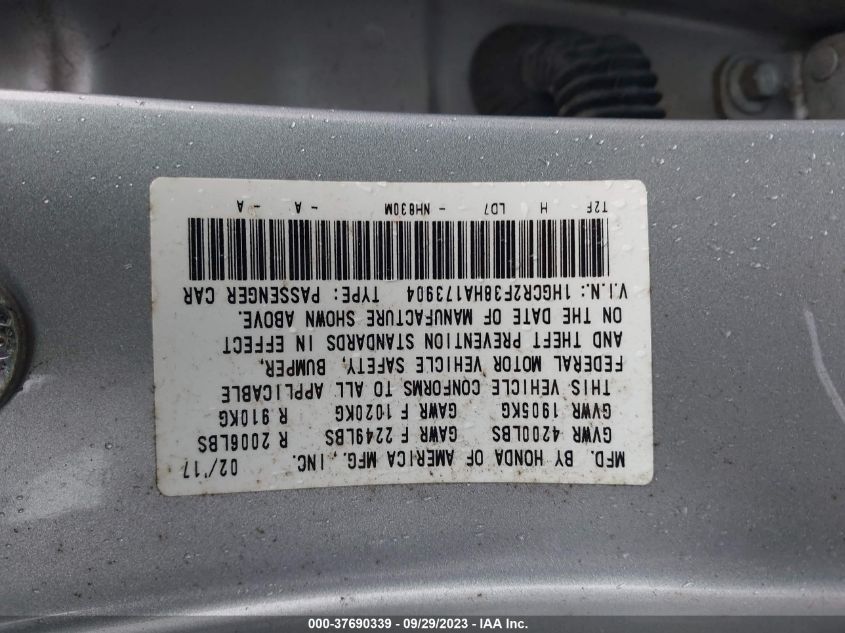 MFD. BY HONDA OF AMERICA MFG., INC. 02/'17
GVWR 4200LBS GAWR F 2249LBS R 2006LBS
GVWR 1905KG GAWR F 1020KG R 910KG
THIS VEHICLE CONFORMS TO ALL APPLICABLE
FEDERAL MOTOR VEHICLE SAFETY, BUMPER,
AND THEFT PREVENTION STANDARDS IN EFFECT
ON THE DATE OF MANUFACTURE SHOWN ABOVE.
V.I.N.: 1HGCR2F38HA173904 TYPE: PASSENGER CAR
T2F H LD7 - NH830M - A - A
000-37690339 - 09/29/2023 - IAA Inc.